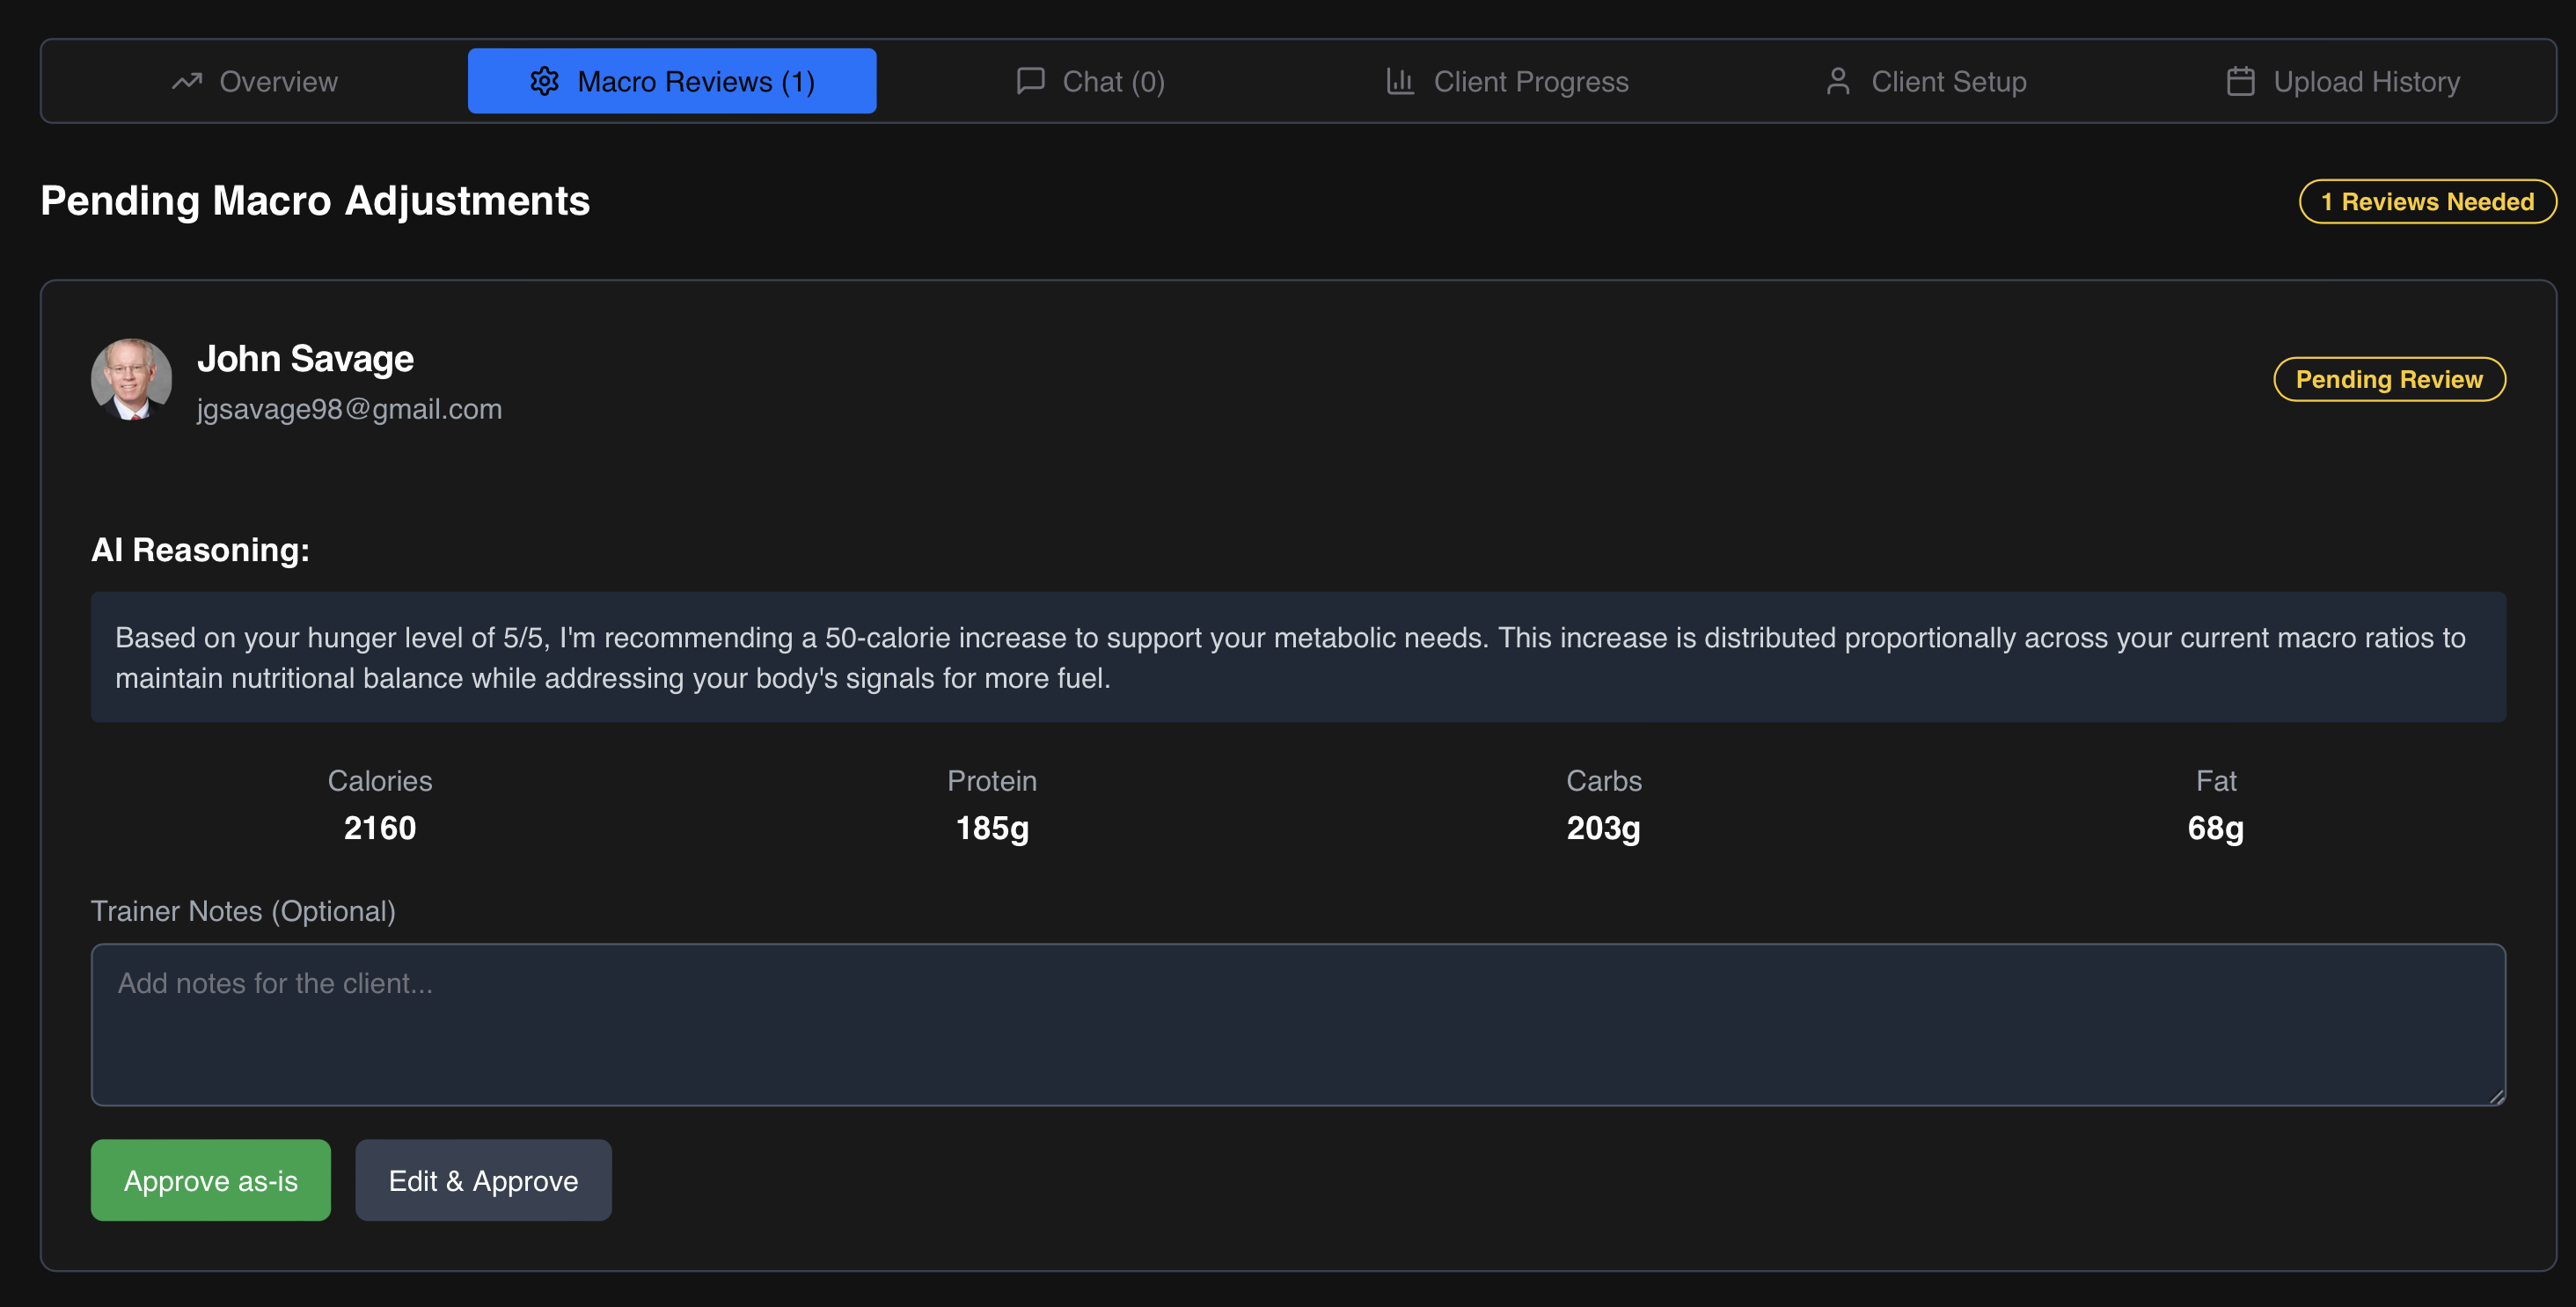 Overview
Macro Reviews (1)
Chat (0)
Client Progress
Client Setup
Upload History
Pending Macro Adjustments
1 Reviews Needed
John Savage
jgsavage98@gmail.com
Pending Review
AI Reasoning:
Based on your hunger level of 5/5, I'm recommending a 50-calorie increase to support your metabolic needs. This increase is distributed proportionally across your current macro ratios to
maintain nutritional balance while addressing your body's signals for more fuel.
Calories
2160
Protein
185g
Carbs
203g
Fat
68g
Trainer Notes (Optional)
Add notes for the client...
Approve as-is
Edit & Approve